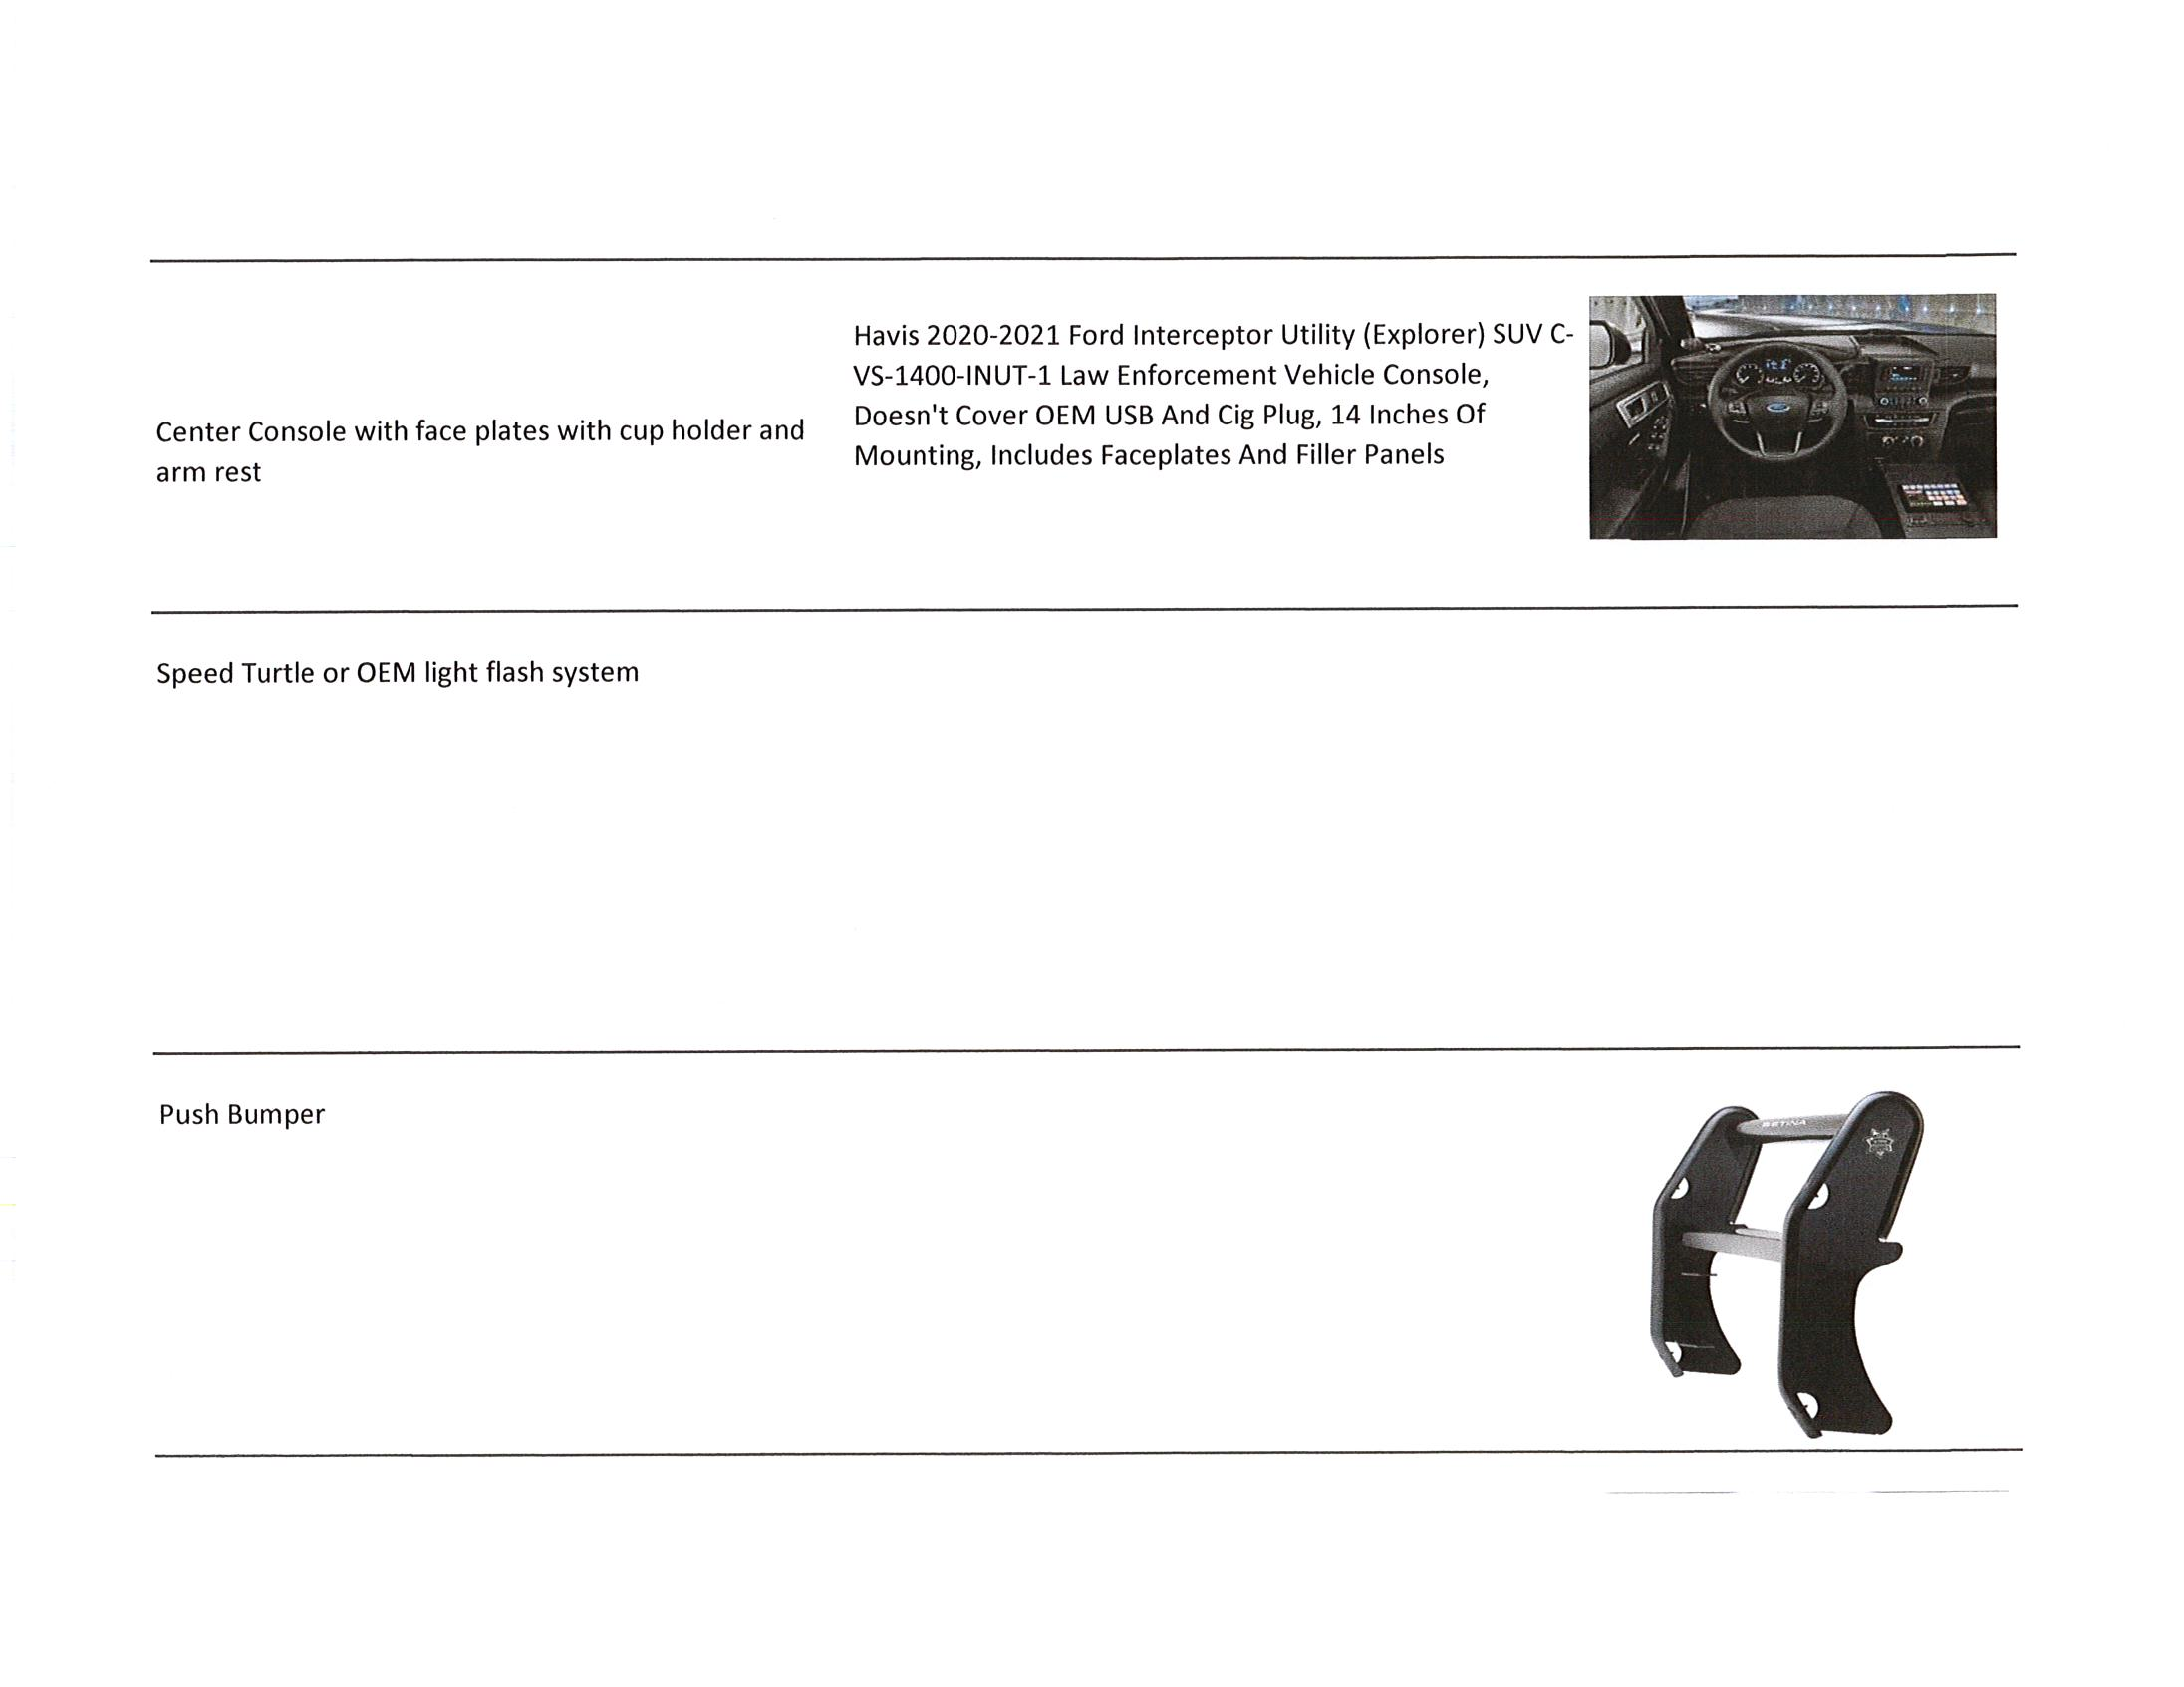 Center Console with face plates with cup holder and
arm rest
Havis 2020-2021 Ford Interceptor Utility (Explorer) SUV C-
VS-1400-INUT-1 Law Enforcement Vehicle Console,
Doesn't Cover OEM USB And Cig Plug, 14 Inches Of
Mounting, Includes Faceplates And Filler Panels
Speed Turtle or OEM light flash system
Push Bumper
SETINA